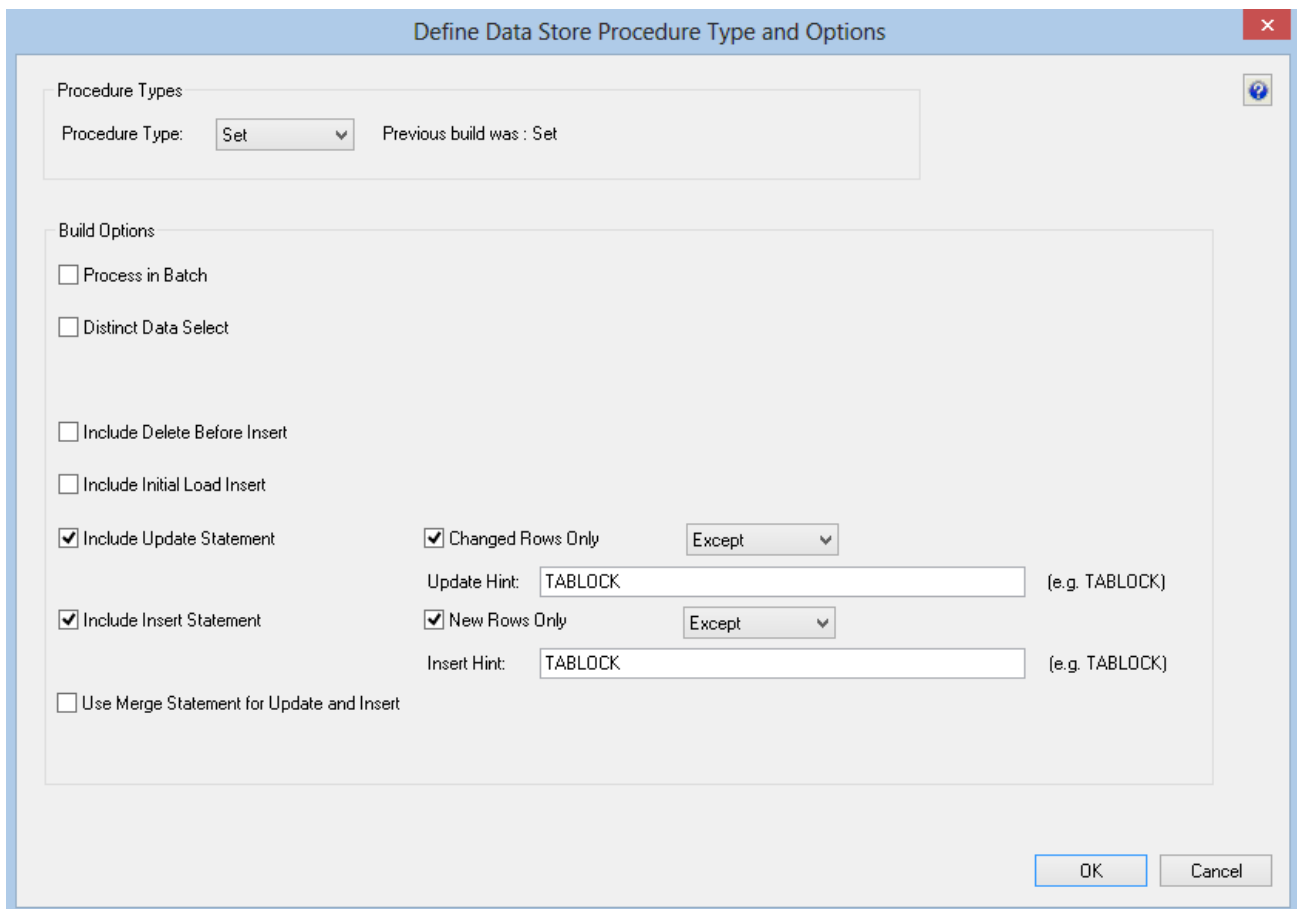 Define Data Store Procedure Type and Options
Procedure Types
Procedure Type: Set Previous build was : Set
Build Options
Process in Batch
Distinct Data Select
Include Delete Before Insert
Include Initial Load Insert
Include Update Statement Changed Rows Only Except
Update Hint: TABLOCK (e.g. TABLOCK)
Include Insert Statement New Rows Only Except
Insert Hint: TABLOCK (e.g. TABLOCK)
Use Merge Statement for Update and Insert
OK Cancel